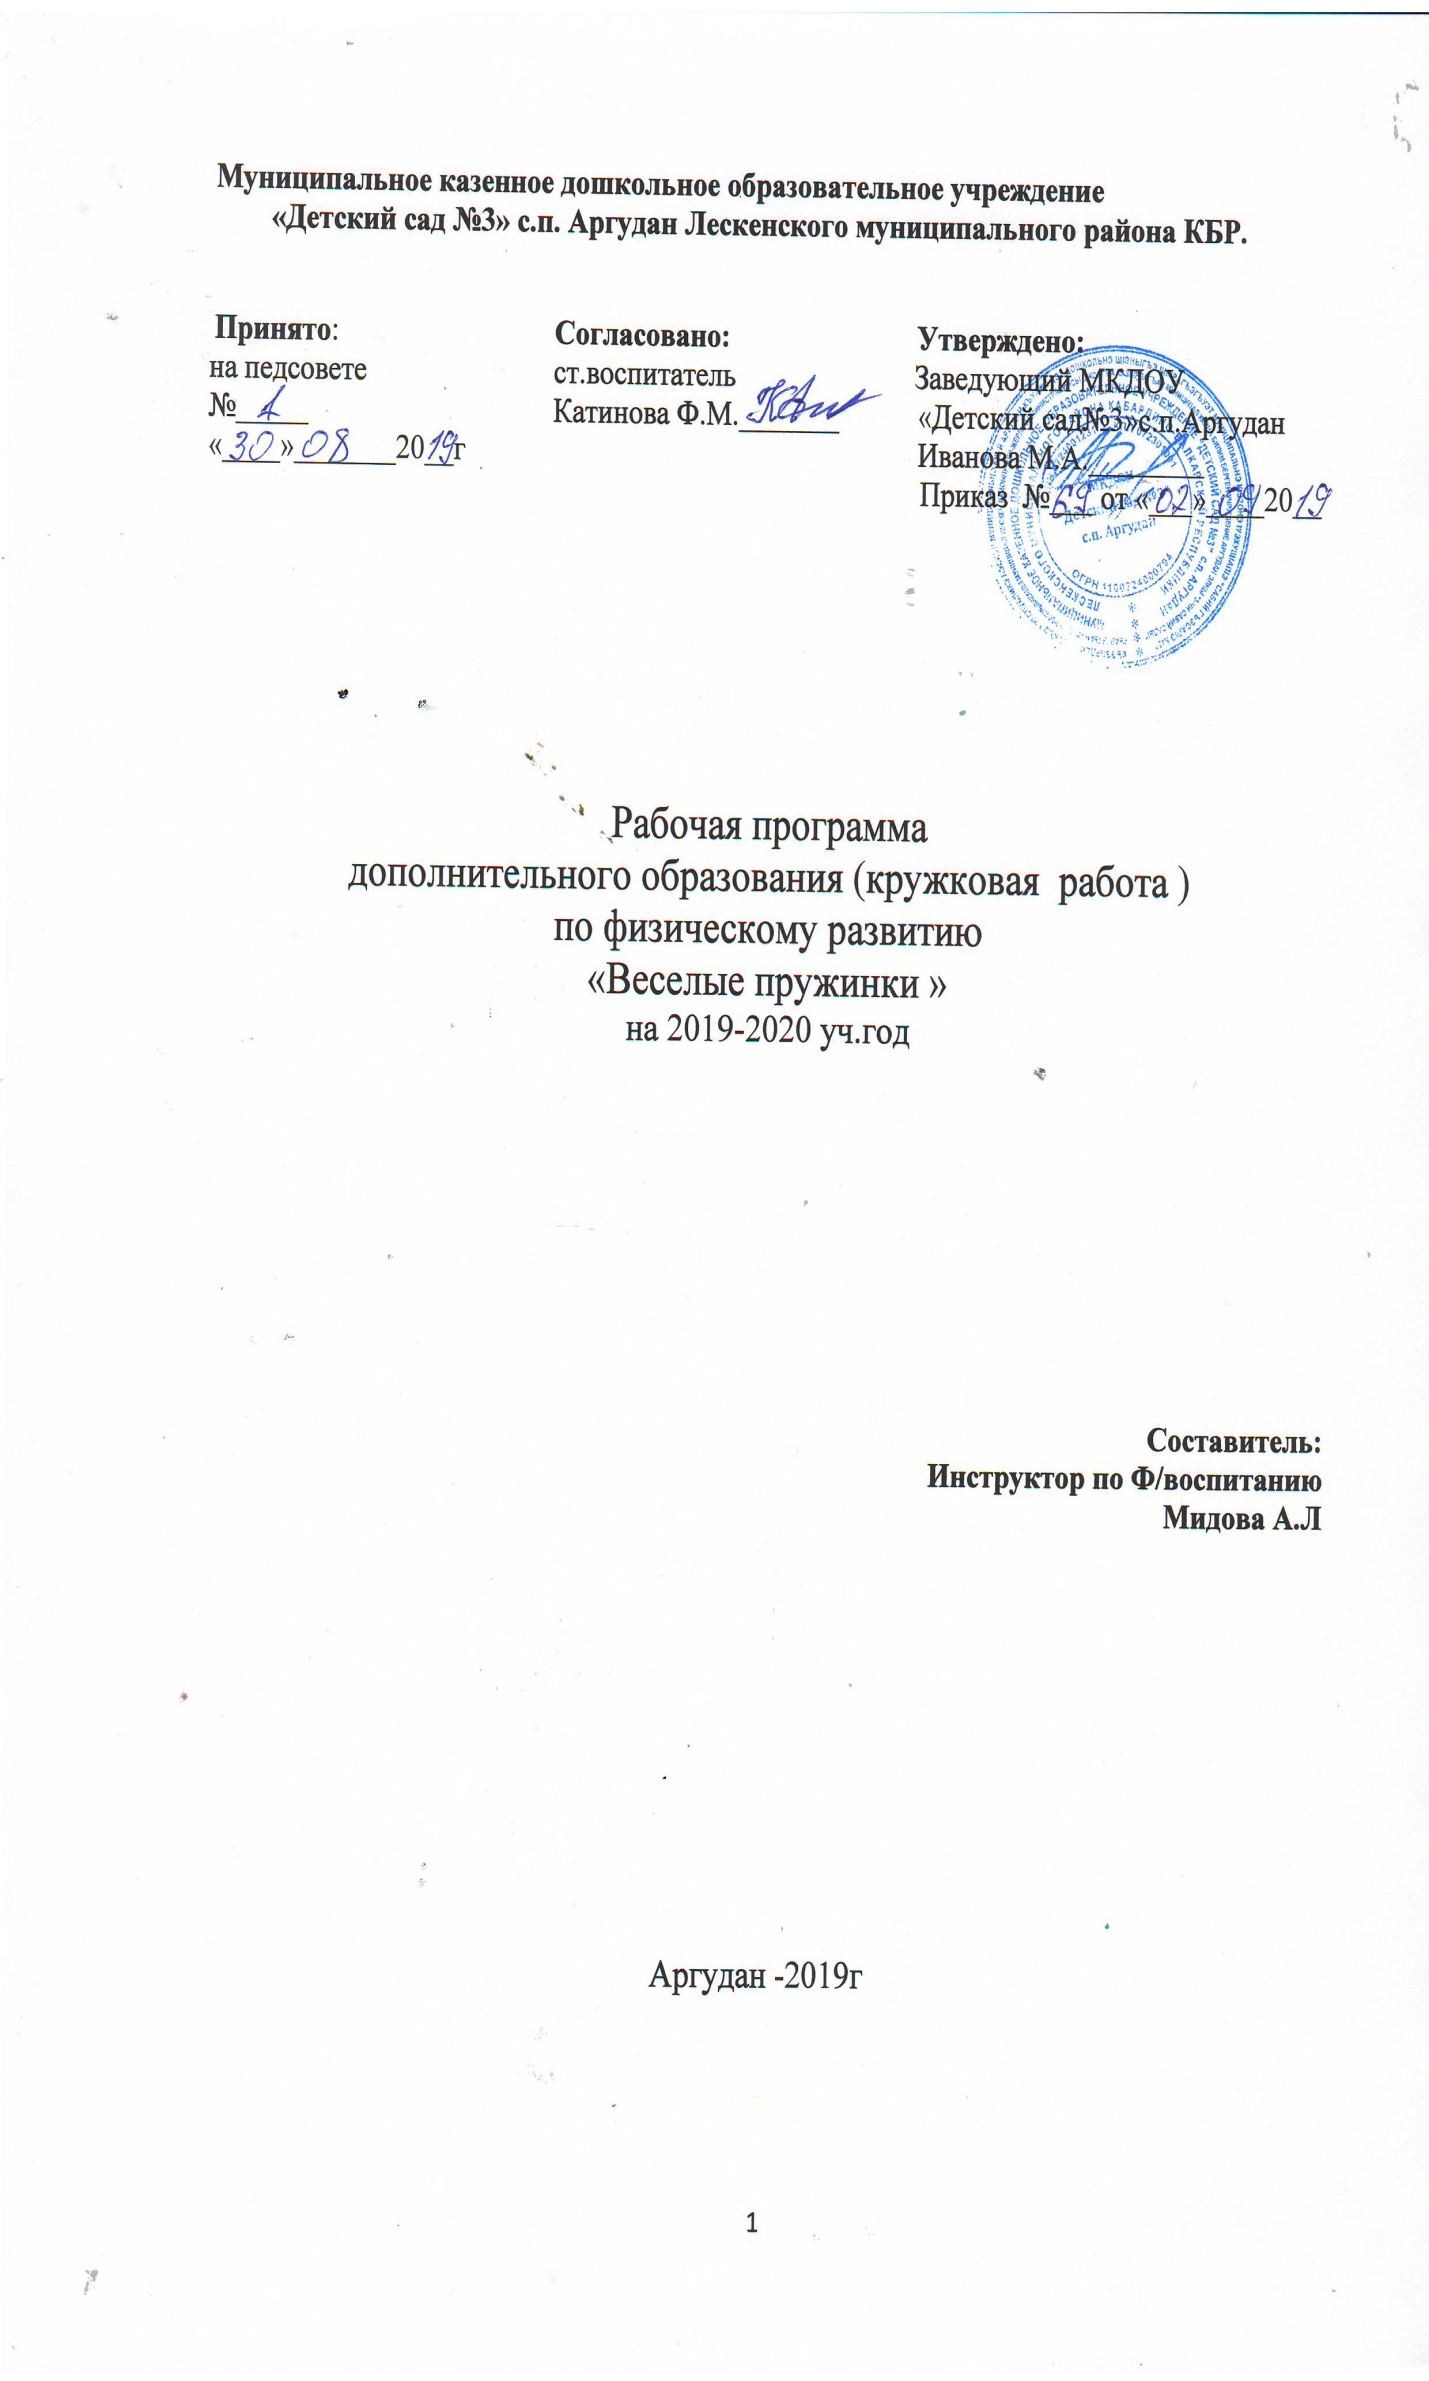 Муниципальное казенное дошкольное образовательное учреждение
«Детский сад №3» с.п. Аргудан Лескенского муниципального района КБР.
Принято:
на педсовете
№ 1
«30» 08 2019г
Согласовано:
ст.воспитатель
Катинова Ф.М.
Утверждено:
Заведующий МКДОУ
«Детский сад№3»с.п.Аргудан
Иванова М.А.
Приказ №69 от «02» 09 2019
с.п. Аргудан
ОГРН 1100724000794
Рабочая программа
дополнительного образования (кружковая работа )
по физическому развитию
«Веселые пружинки »
на 2019-2020 уч.год
Составитель:
Инструктор по Ф/воспитанию
Мидова А.Л
Аргудан -2019г
1